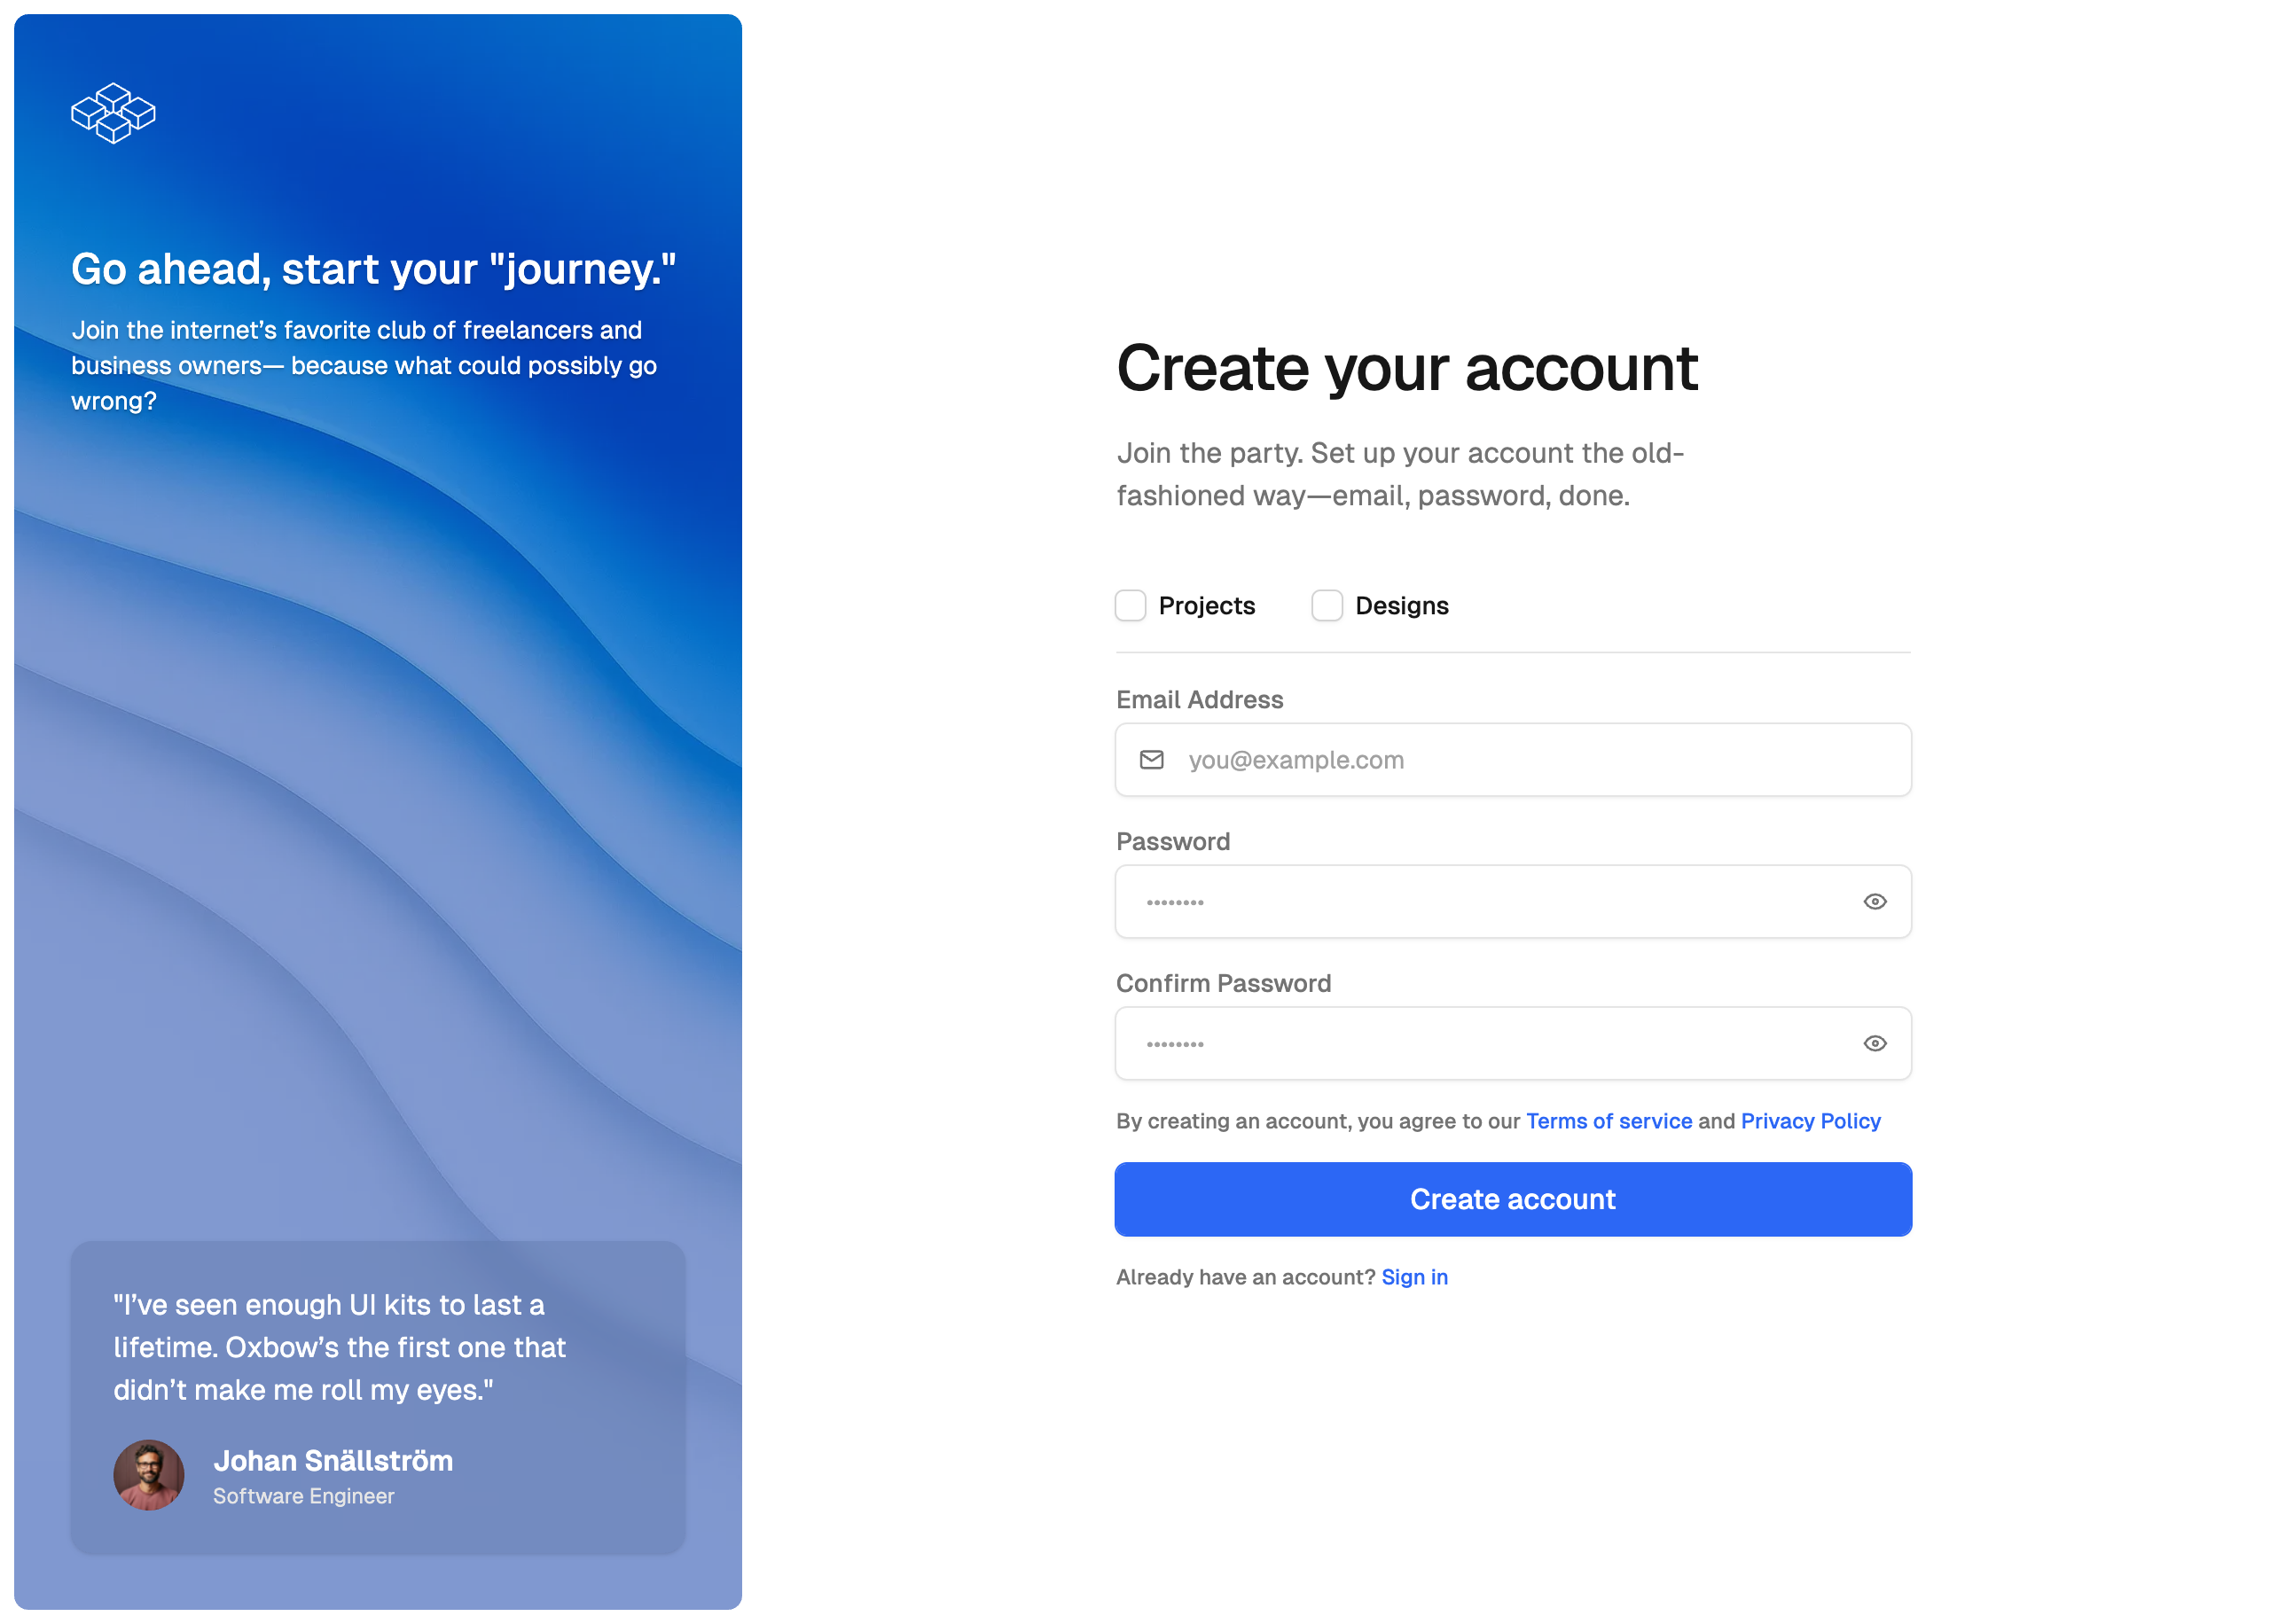 Go ahead, start your "journey."
Join the internet’s favorite club of freelancers and
business owners— because what could possibly go
wrong?
"I’ve seen enough UI kits to last a
lifetime. Oxbow’s the first one that
didn’t make me roll my eyes."
Johan Snällström
Software Engineer
Create your account
Join the party. Set up your account the old-
fashioned way—email, password, done.
Projects Designs
Email Address
you@example.com
Password
••••••••
Confirm Password
••••••••
By creating an account, you agree to our Terms of service and Privacy Policy
Create account
Already have an account? Sign in